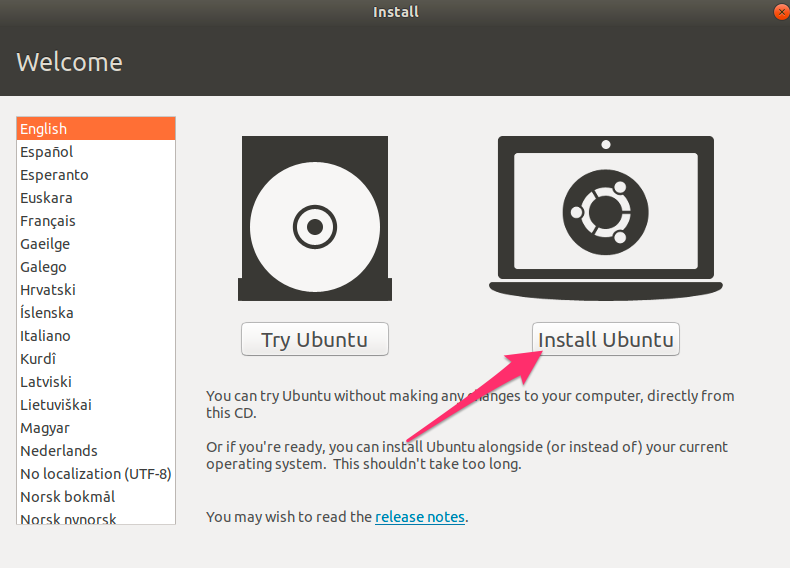 Install
Welcome
English
Español
Esperanto
Euskara
Français
Gaeilge
Galego
Hrvatski
Íslenska
Italiano
Kurdî
Latviski
Lietuviškai
Magyar
Nederlands
No localization (UTF-8)
Norsk bokmål
Norsk nynorsk
Try Ubuntu
Install Ubuntu
You can try Ubuntu without making any changes to your computer, directly from
this CD.
Or if you're ready, you can install Ubuntu alongside (or instead of) your current
operating system. This shouldn't take too long.
You may wish to read the release notes.